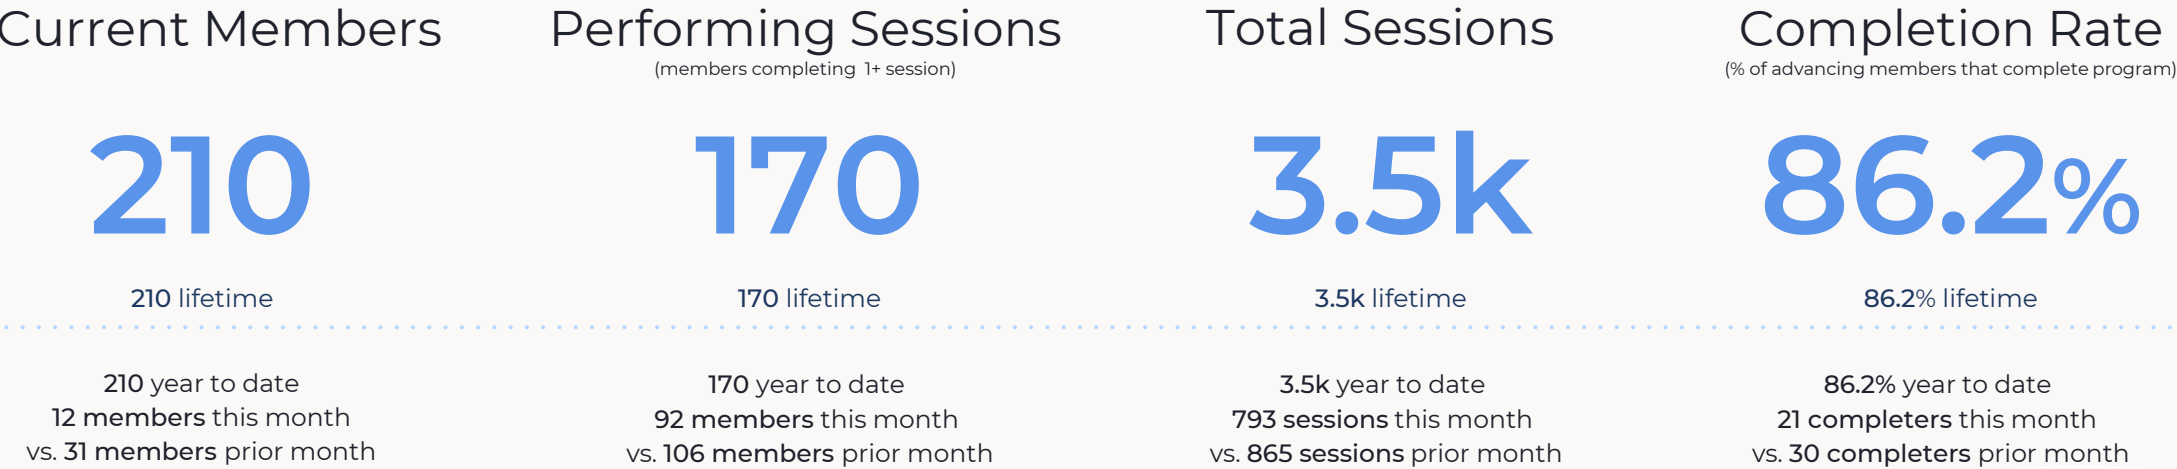 Current Members
210
210 lifetime
210 year to date
12 members this month
vs. 31 members prior month
Performing Sessions
(members completing 1+ session)
170
170 lifetime
170 year to date
92 members this month
vs. 106 members prior month
Total Sessions
3.5k
3.5k lifetime
3.5k year to date
793 sessions this month
vs. 865 sessions prior month
Completion Rate
(% of advancing members that complete program)
86.2%
86.2% lifetime
86.2% year to date
21 completers this month
vs. 30 completers prior month